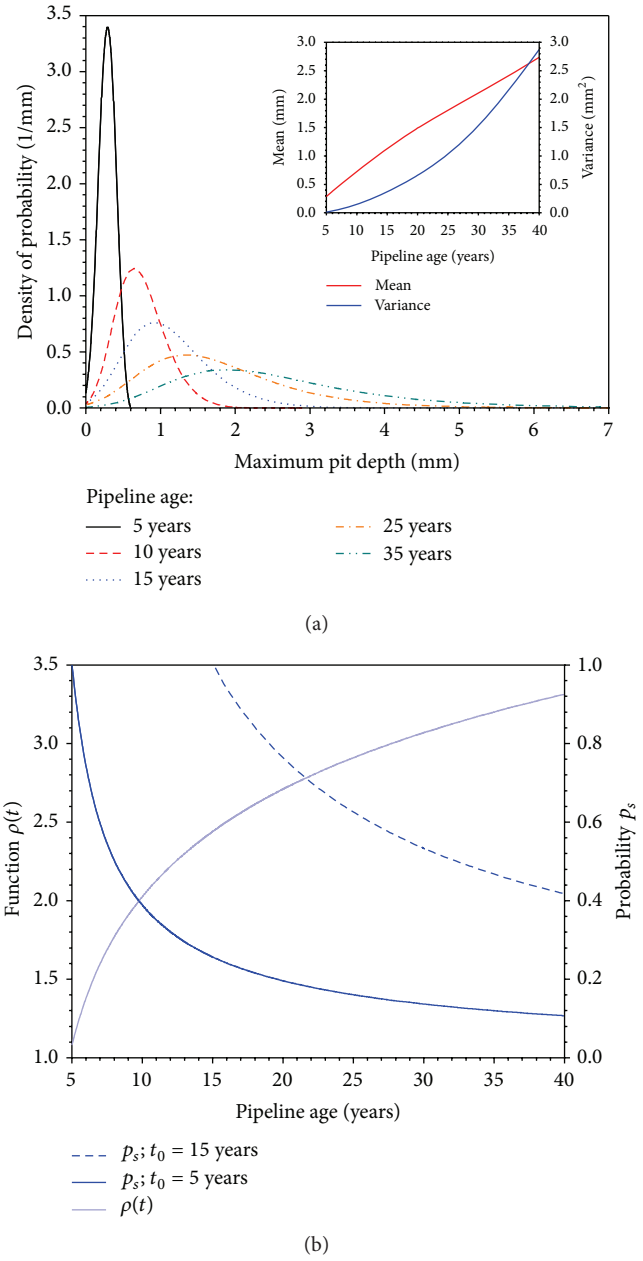 3.5
3.0
2.5
2.0
1.5
1.0
0.5
0.0
Density of probability (1/mm)
0 1 2 3 4 5 6 7
Maximum pit depth (mm)
3.0
2.5
2.0
1.5
1.0
0.5
0.0
Mean (mm)
3.0
2.5
2.0
1.5
1.0
0.5
0.0
Variance (mm²)
5 10 15 20 25 30 35 40
Pipeline age (years)
Mean
Variance
Pipeline age:
5 years
10 years
15 years
25 years
35 years
(a)
3.5
3.0
2.5
2.0
1.5
1.0
Function ρ(t)
1.0
0.8
0.6
0.4
0.2
0.0
Probability pₛ
5 10 15 20 25 30 35 40
Pipeline age (years)
pₛ; t₀ = 15 years
pₛ; t₀ = 5 years
ρ(t)
(b)